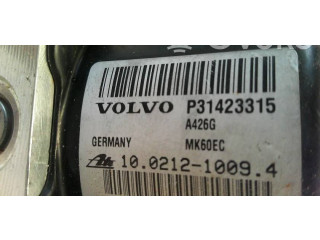 VOLVO P31423315
A426G
GERMANY MK60EC
Ate 10.0212-1009.4